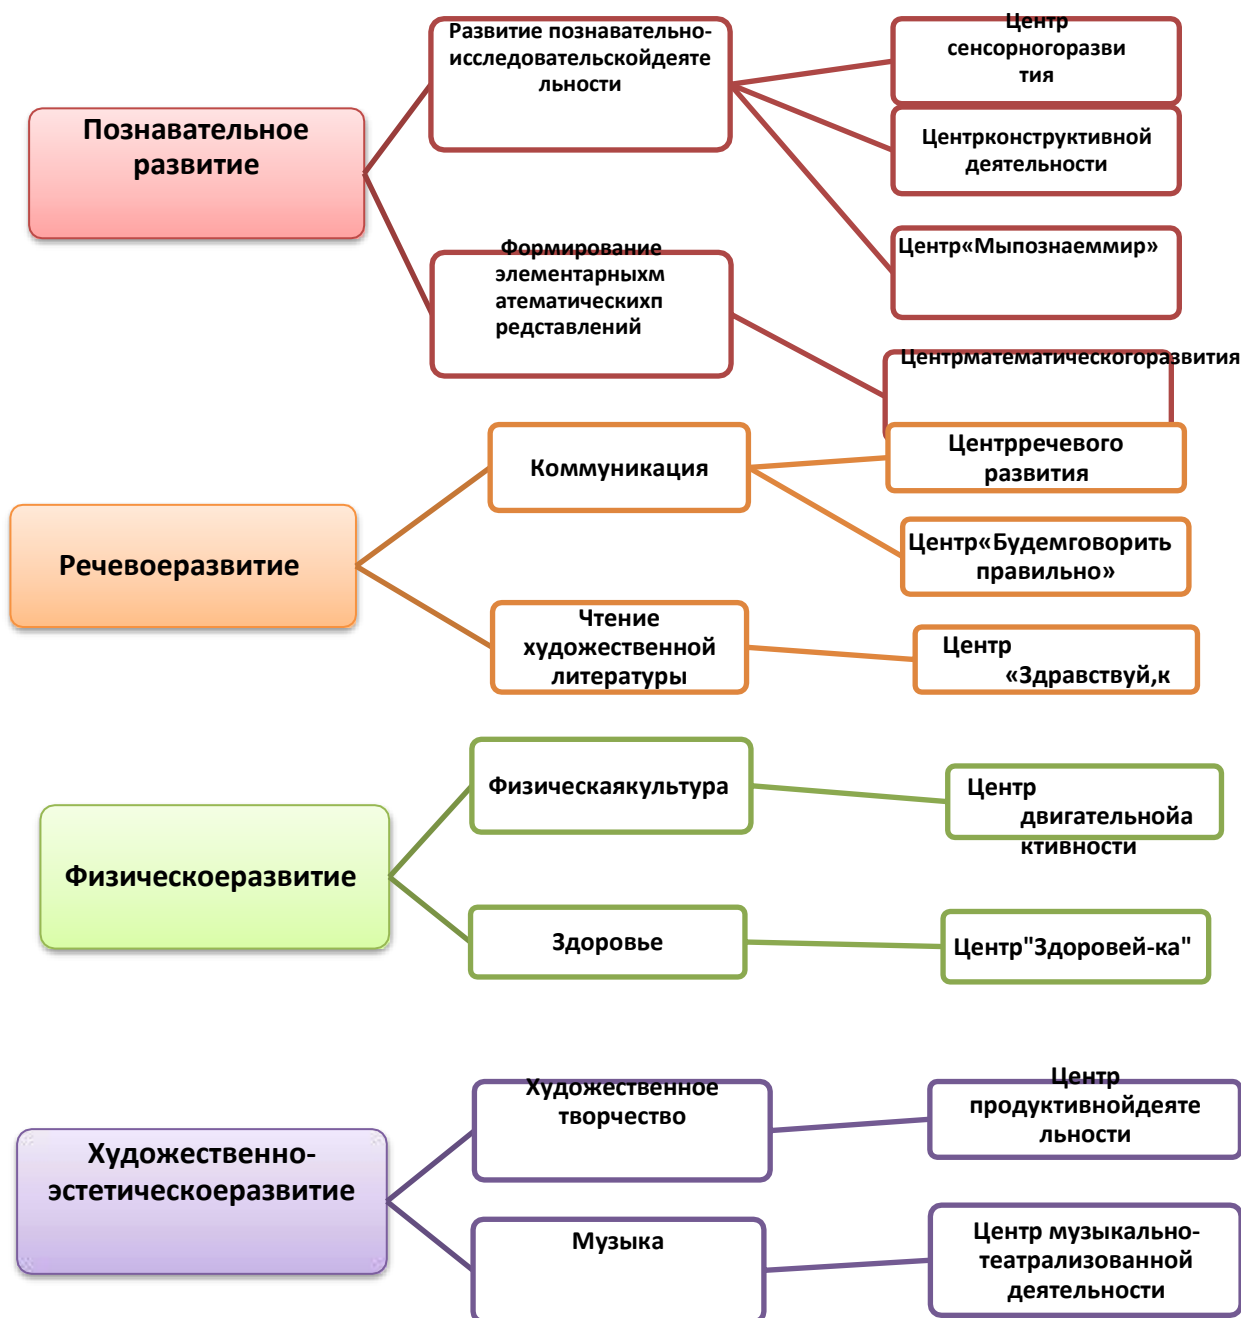 Познавательное
развитие
Развитие познавательно-
исследовательскойдеяте
льности
Центр
сенсорногоразви
тия
Центрконструктивной
деятельности
Центр«Мыпознаеммир»
Формирование
элементарныхм
атематическихп
редставлений
Центрматематическогоразвития
Речевоеразвитие
Коммуникация
Центрречевого
развития
Центр«Будемговорить
правильно»
Чтение
художественной
литературы
Центр
«Здравствуй,к
Физическоеразвитие
Физическаякультура
Центр
двигательнойа
ктивности
Здоровье
Центр"Здоровей-ка"
Художественно-
эстетическоеразвитие
Художественное
творчество
Центр
продуктивнойдеяте
льности
Музыка
Центр музыкально-
театрализованной
деятельности